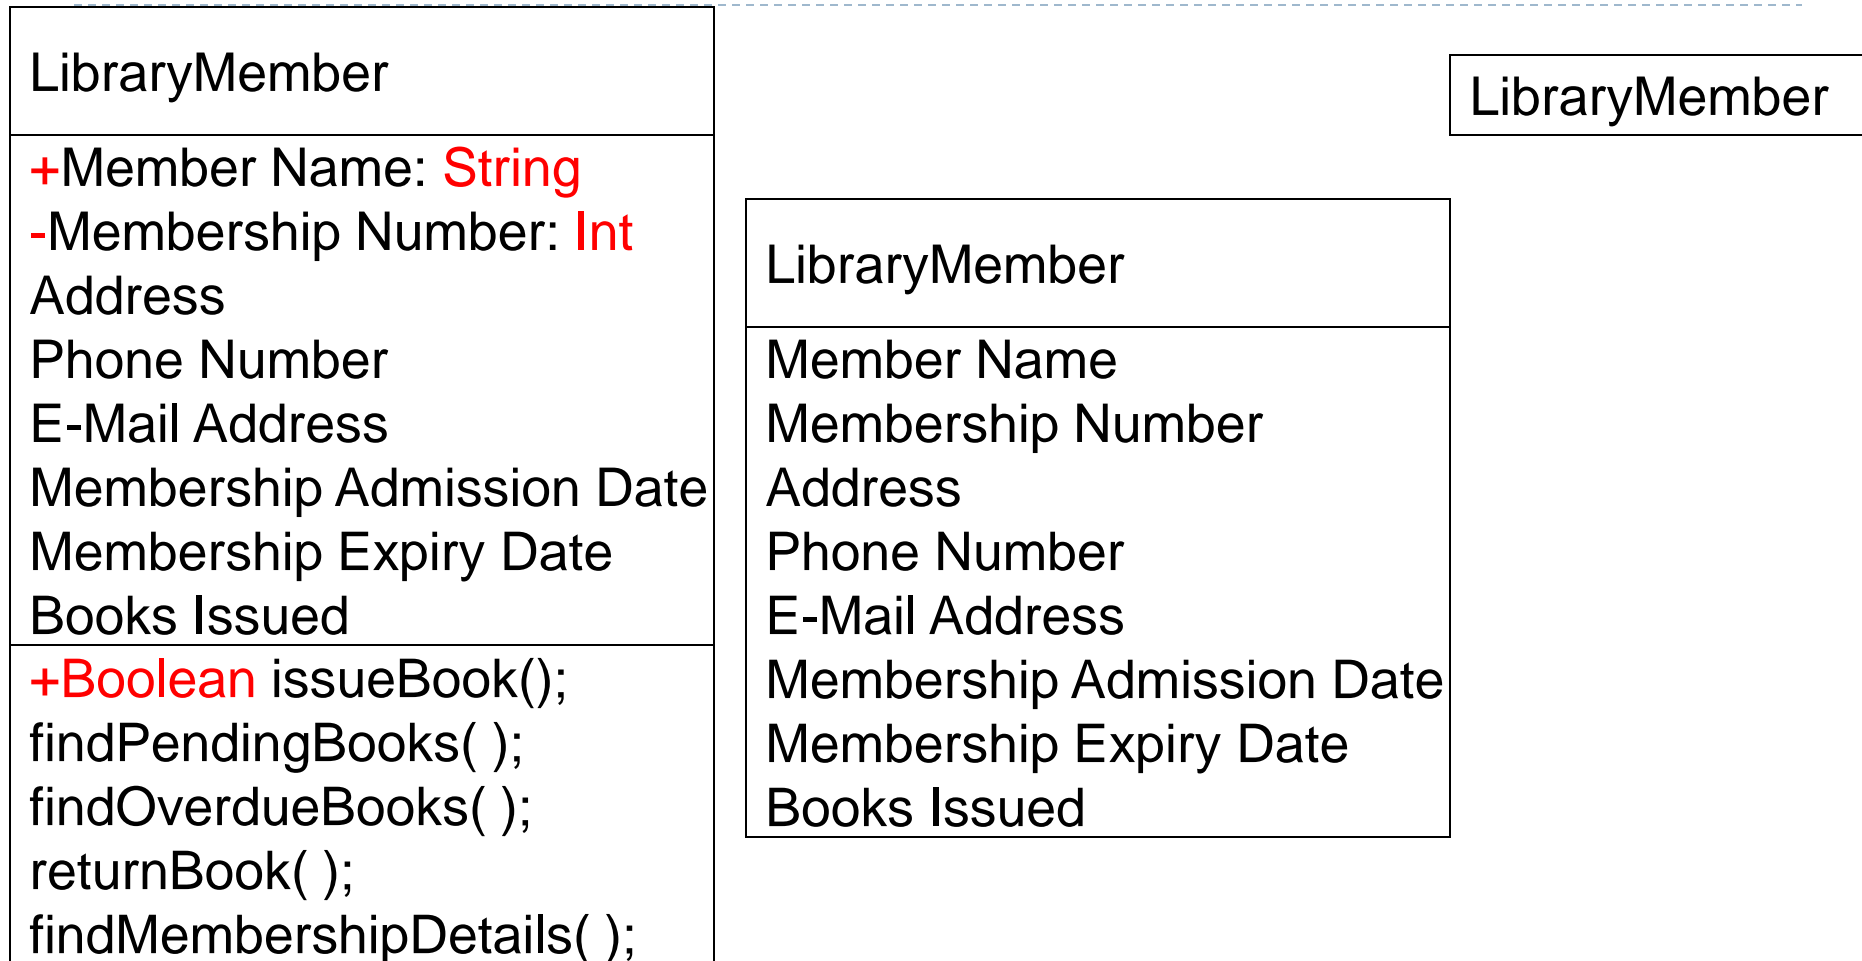 LibraryMember
+Member Name: String
-Membership Number: Int
Address
Phone Number
E-Mail Address
Membership Admission Date
Membership Expiry Date
Books Issued
+Boolean issueBook();
findPendingBooks( );
findOverdueBooks( );
returnBook( );
findMembershipDetails( );
LibraryMember
Member Name
Membership Number
Address
Phone Number
E-Mail Address
Membership Admission Date
Membership Expiry Date
Books Issued
LibraryMember